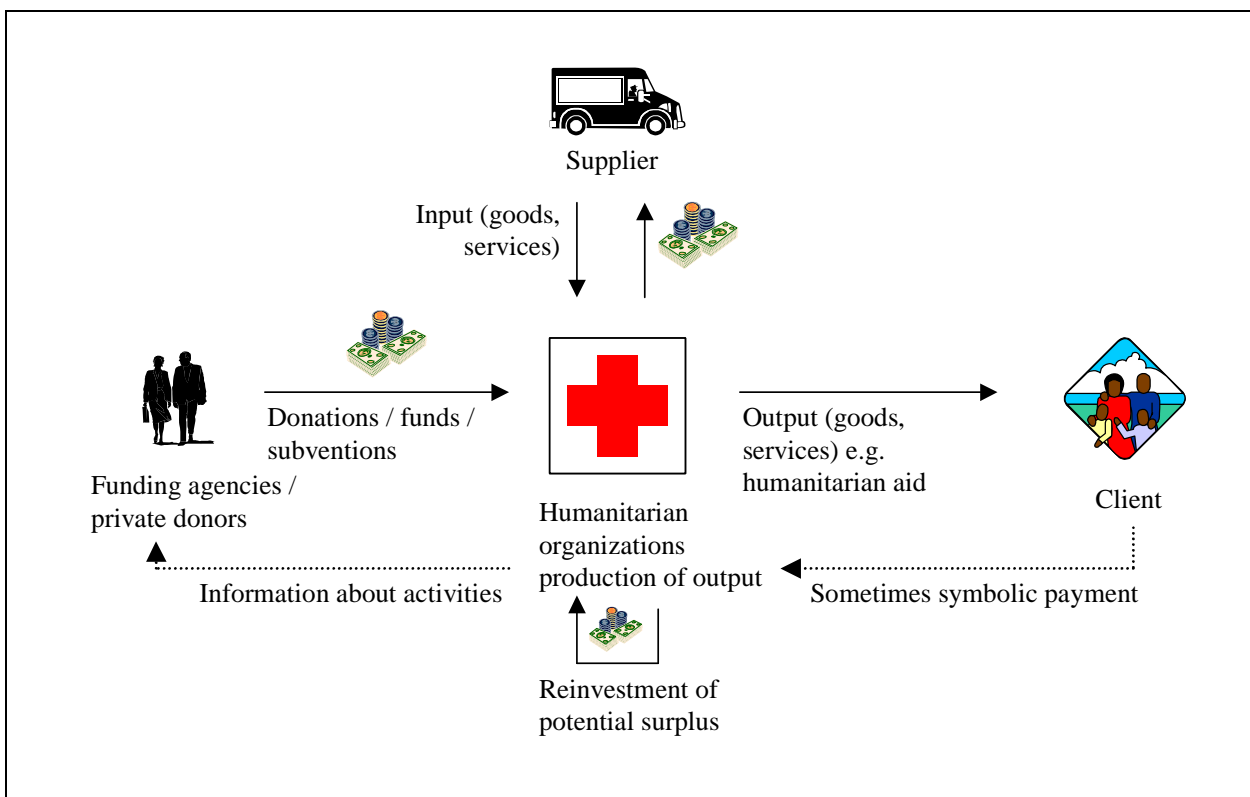 Supplier
Input (goods,
services)
Donations / funds /
subventions
Funding agencies /
private donors
Output (goods,
services) e.g.
humanitarian aid
Client
Humanitarian
organizations
production of output
Information about activities
Sometimes symbolic payment
Reinvestment of
potential surplus